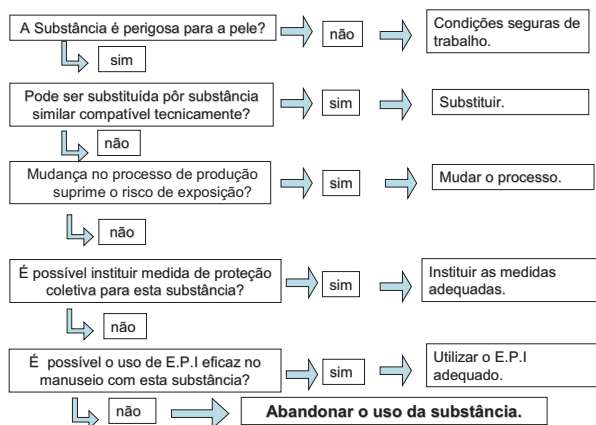 A Substância é perigosa para a pele?
não
Condições seguras de
trabalho.
sim
Pode ser substituída pôr substância
similar compatível tecnicamente?
sim
Substituir.
não
Mudança no processo de produção
suprime o risco de exposição?
sim
Mudar o processo.
não
É possível instituir medida de proteção
coletiva para esta substância?
sim
Instituir as medidas
adequadas.
não
É possível o uso de E.P.I eficaz no
manuseio com esta substância?
sim
Utilizar o E.P.I
adequado.
não
Abandonar o uso da substância.